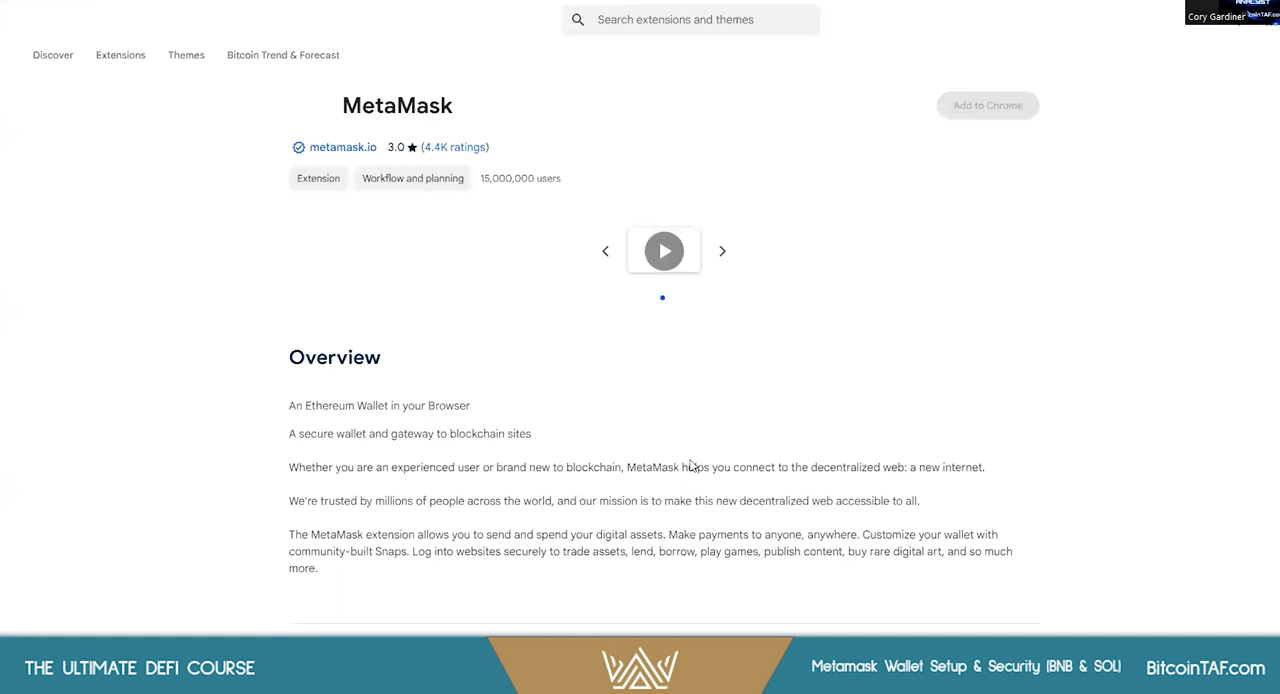 Search extensions and themes
ANALYST
CoinTAF.co
Cory Gardiner
Discover Extensions Themes Bitcoin Trend & Forecast
MetaMask
Add to Chrome
metamask.io 3.0 ★ (4.4K ratings)
Extension Workflow and planning 15,000,000 users
Overview
An Ethereum Wallet in your Browser
A secure wallet and gateway to blockchain sites
Whether you are an experienced user or brand new to blockchain, MetaMask helps you connect to the decentralized web: a new internet.
We're trusted by millions of people across the world, and our mission is to make this new decentralized web accessible to all.
The MetaMask extension allows you to send and spend your digital assets. Make payments to anyone, anywhere. Customize your wallet with
community-built Snaps. Log into websites securely to trade assets, lend, borrow, play games, publish content, buy rare digital art, and so much
more.
THE ULTIMATE DEFI COURSE
Metamask Wallet Setup & Security (BNB & SOL)
BitcoinTAF.com